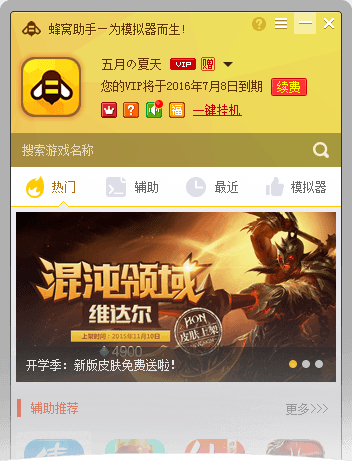 蜂窝助手—为模拟器而生!
五月の夏天 VIP 赠
您的VIP将于2016年7月8日到期 续费
福 一键挂机
搜索游戏名称
热门 辅助 最近 模拟器
混沌领域
维达尔
上架时间:2015年11月10日
4900
HON
皮肤上架
开学季:新版皮肤免费送啦!
辅助推荐 更多>>>